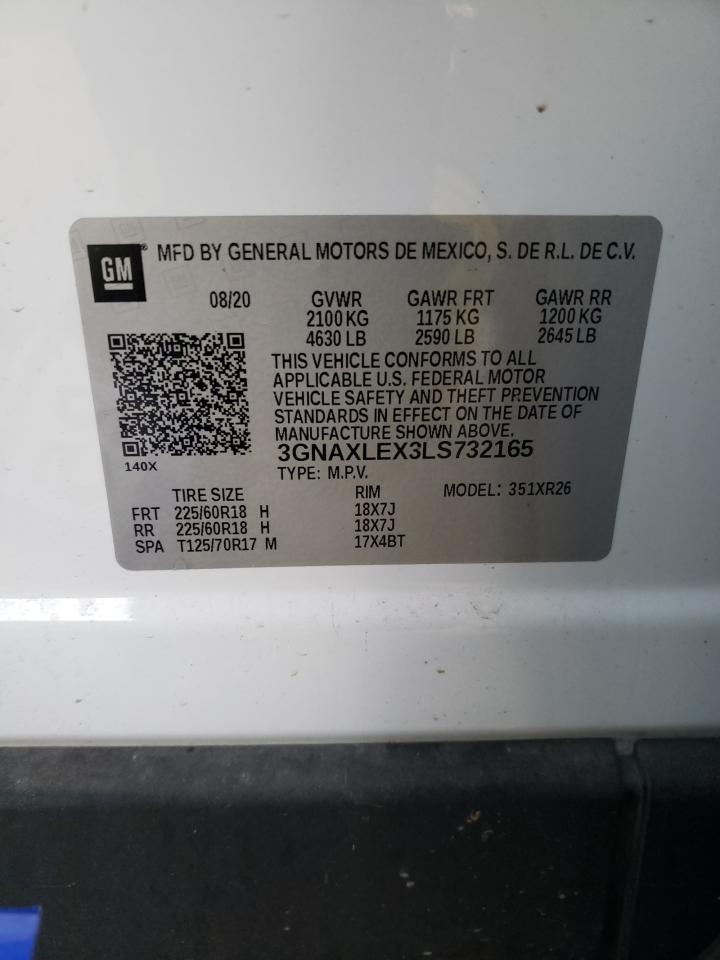 GM ® MFD BY GENERAL MOTORS DE MEXICO, S. DE R.L. DE C.V.
08/20 GVWR GAWR FRT GAWR RR
2100 KG 1175 KG 1200 KG
4630 LB 2590 LB 2645 LB
THIS VEHICLE CONFORMS TO ALL
APPLICABLE U.S. FEDERAL MOTOR
VEHICLE SAFETY AND THEFT PREVENTION
STANDARDS IN EFFECT ON THE DATE OF
MANUFACTURE SHOWN ABOVE.
3GNAXLEX3LS732165
140X
TYPE: M.P.V.
TIRE SIZE RIM MODEL: 351XR26
FRT 225/60R18 H 18X7J
RR 225/60R18 H 18X7J
SPA T125/70R17 M 17X4BT